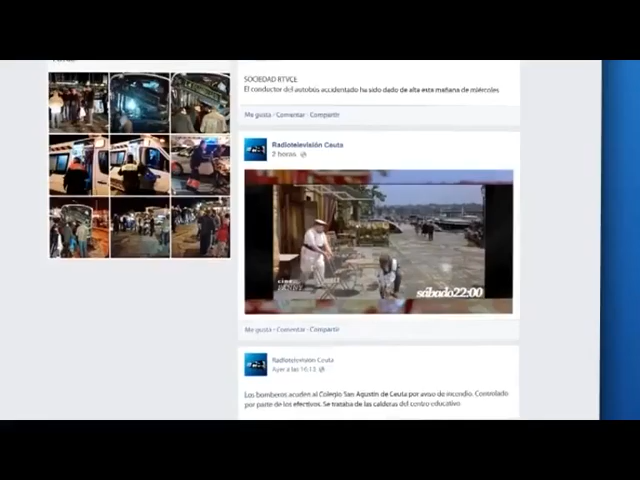 SOCIEDAD RTVCE
El conductor del autobús accidentado ha sido dado de alta esta mañana de miércoles
Me gusta · Comentar · Compartir
Radiotelevisión Ceuta
2 horas
sábado22:00
Me gusta · Comentar · Compartir
Radiotelevisión Ceuta
Ayer a las 16:13
Los bomberos acuden al Colegio San Agustín de Ceuta por aviso de incendio. Controlado
por parte de los efectivos. Se trataba de las calderas del centro educativo